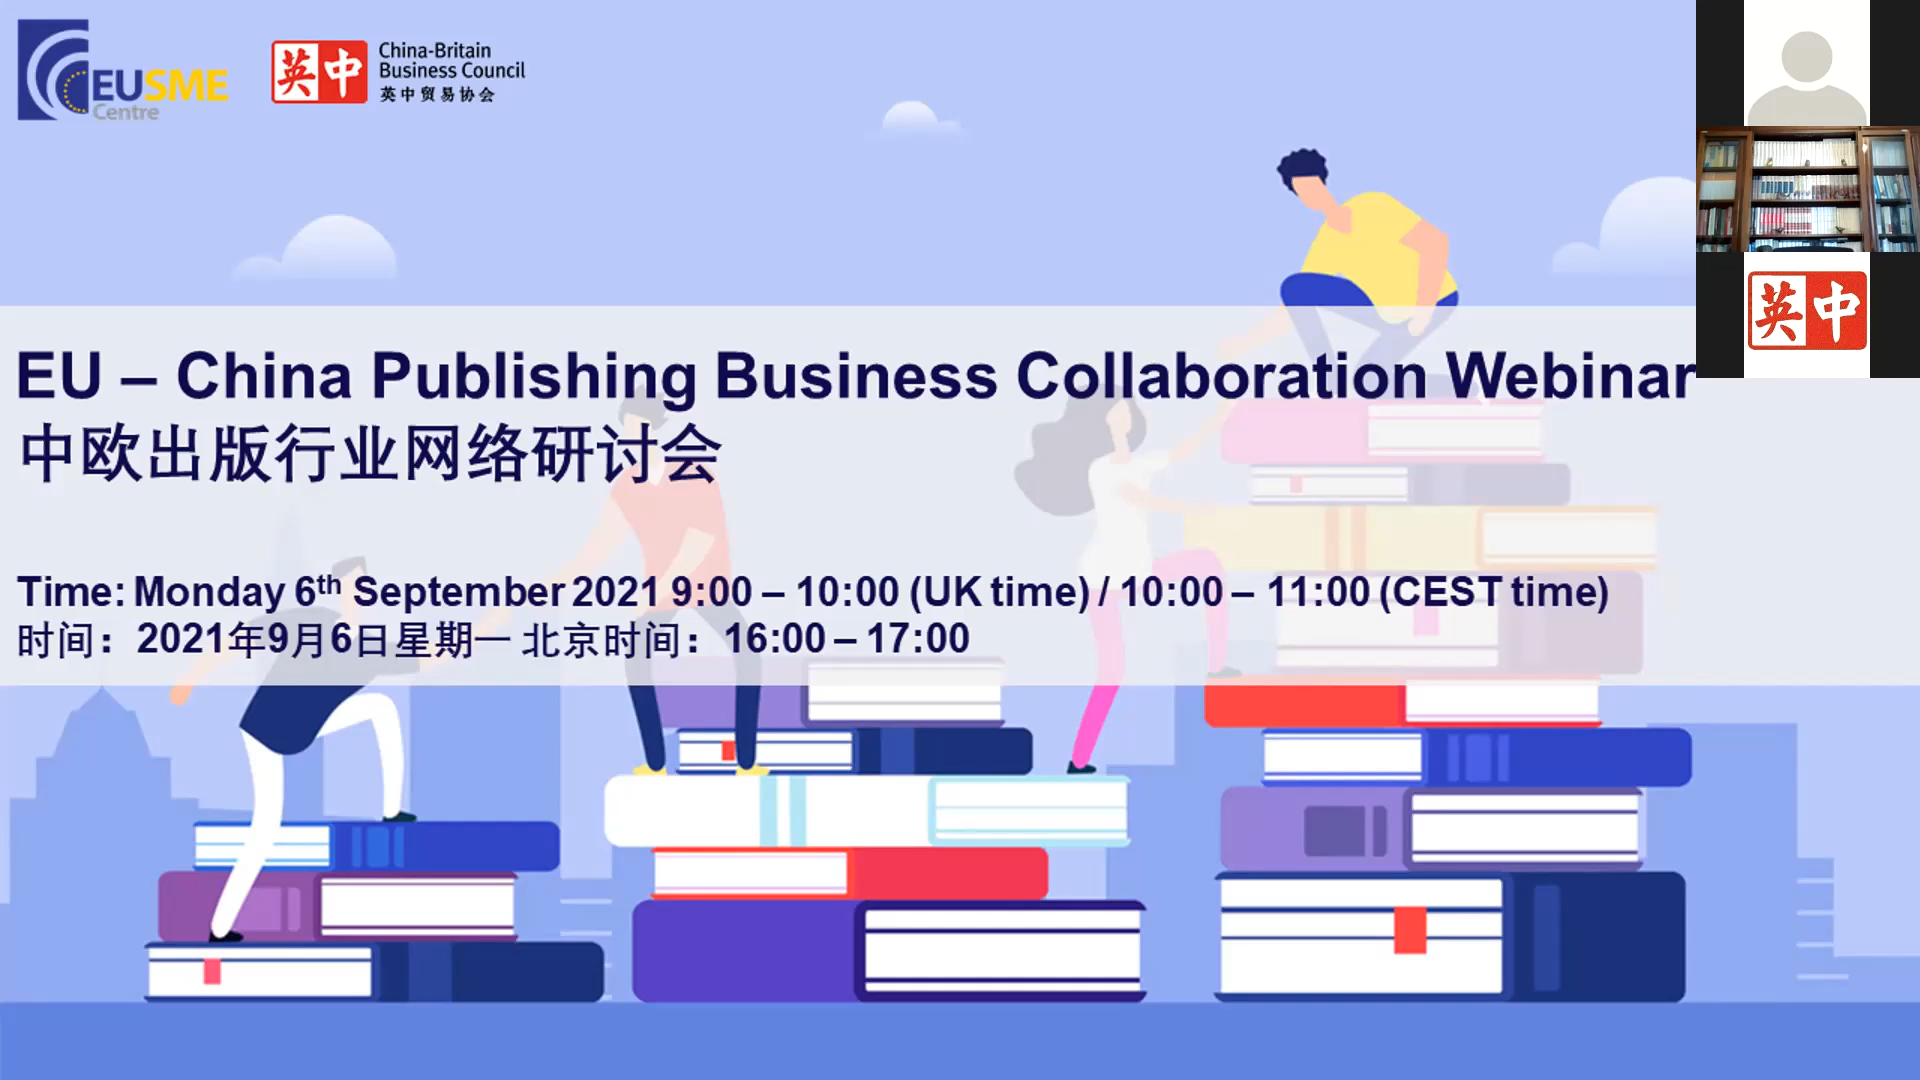 EUSME
Centre
英中
China-Britain
Business Council
英中贸易协会
英中
EU – China Publishing Business Collaboration Webinar
中欧出版行业网络研讨会
Time: Monday 6th September 2021 9:00 – 10:00 (UK time) / 10:00 – 11:00 (CEST time)
时间：2021年9月6日星期一 北京时间：16:00 – 17:00